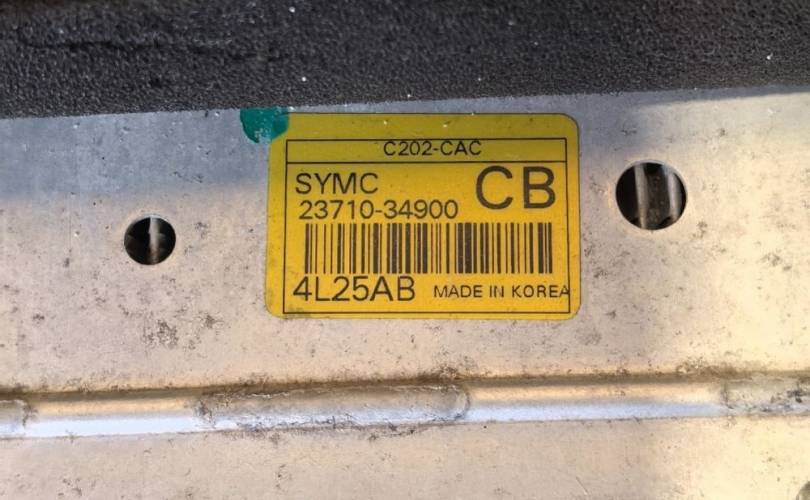 C202-CAC
SYMC CB
23710-34900
4L25AB MADE IN KOREA